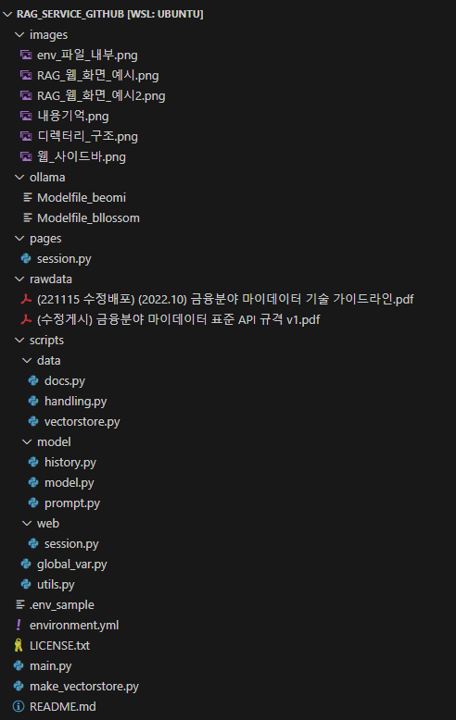 RAG_SERVICE_GITHUB [WSL: UBUNTU]
images
env_파일_내부.png
RAG_웹_화면_예시.png
RAG_웹_화면_예시2.png
내용기억.png
디렉터리_구조.png
웹_사이드바.png
ollama
Modelfile_beomi
Modelfile_bllossom
pages
session.py
rawdata
(221115 수정배포) (2022.10) 금융분야 마이데이터 기술 가이드라인.pdf
(수정게시) 금융분야 마이데이터 표준 API 규격 v1.pdf
scripts
data
docs.py
handling.py
vectorstore.py
model
history.py
model.py
prompt.py
web
session.py
global_var.py
utils.py
.env_sample
environment.yml
LICENSE.txt
main.py
make_vectorstore.py
README.md